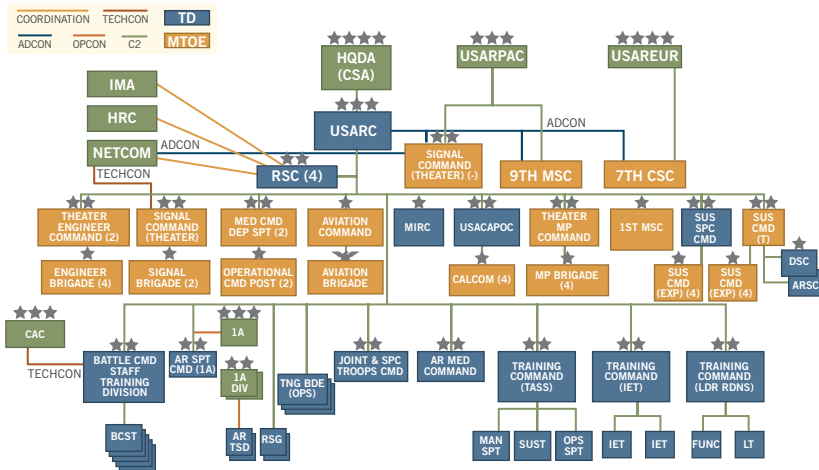 COORDINATION
TECHCON
TD
ADCON
OPCON
C2
MTOE
HQDA
(CSA)
USARPAC
USAREUR
IMA
HRC
NETCOM
USARC
ADCON
ADCON
TECHCON
RSC (4)
SIGNAL
COMMAND
(THEATER) (-)
9TH MSC
7TH CSC
THEATER
ENGINEER
COMMAND (2)
SIGNAL
COMMAND
(THEATER)
MED CMD
DEP SPT (2)
AVIATION
COMMAND
MIRC
USACAPOC
THEATER
MP
COMMAND
1ST MSC
SUS
SPC
CMD
SUS
CMD
(T)
ENGINEER
BRIGADE (4)
SIGNAL
BRIGADE (2)
OPERATIONAL
CMD POST (2)
AVIATION
BRIGADE
CALCOM (4)
MP BRIGADE
(4)
SUS
CMD
(EXP) (4)
SUS
CMD
(EXP) (4)
DSC
ARSC
CAC
TECHCON
BATTLE CMD
STAFF
TRAINING
DIVISION
AR SPT
CMD (1A)
1A
1A
DIV
TNG BDE
(OPS)
JOINT & SPC
TROOPS CMD
AR MED
COMMAND
TRAINING
COMMAND
(TASS)
TRAINING
COMMAND
(IET)
TRAINING
COMMAND
(LDR RDNS)
BCST
AR
TSD
RSG
MAN
SPT
SUST
OPS
SPT
IET
IET
FUNC
LT